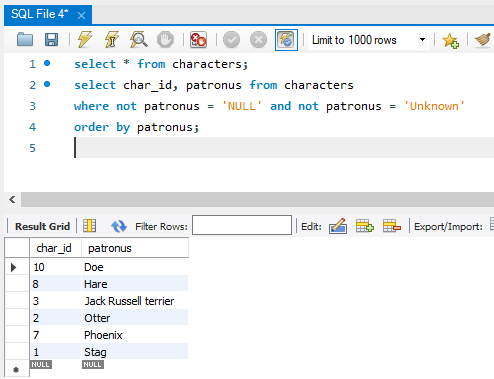 SQL File 4*
Limit to 1000 rows
1 select * from characters;
2 select char_id, patronus from characters
3 where not patronus = 'NULL' and not patronus = 'Unknown'
4 order by patronus;
5
Result Grid Filter Rows: Edit: Export/Import:
char_id patronus
10 Doe
8 Hare
3 Jack Russell terrier
2 Otter
7 Phoenix
1 Stag
NULL NULL